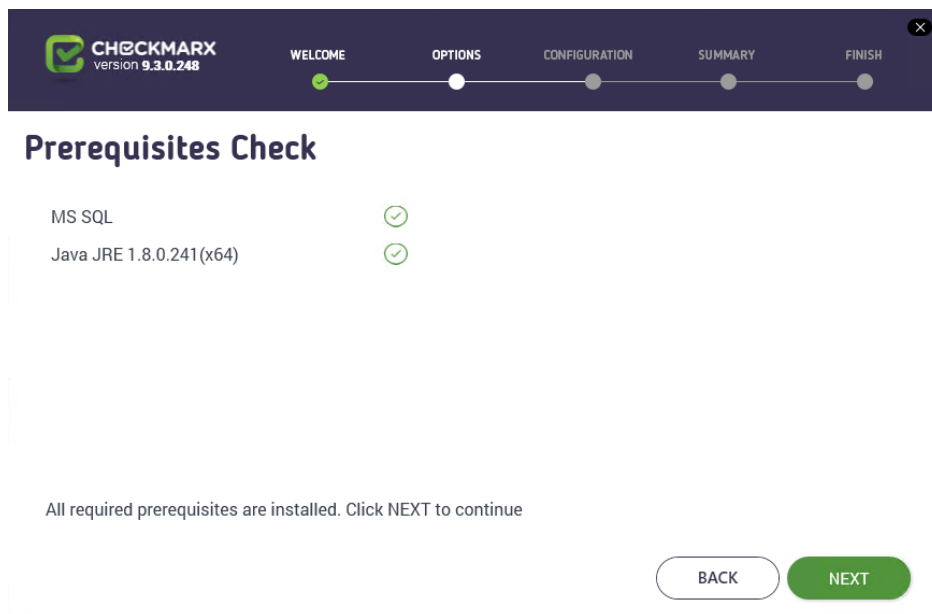 CHECKMARX
version 9.3.0.248
WELCOME
OPTIONS
CONFIGURATION
SUMMARY
FINISH
Prerequisites Check
MS SQL
Java JRE 1.8.0.241(x64)
All required prerequisites are installed. Click NEXT to continue
BACK
NEXT